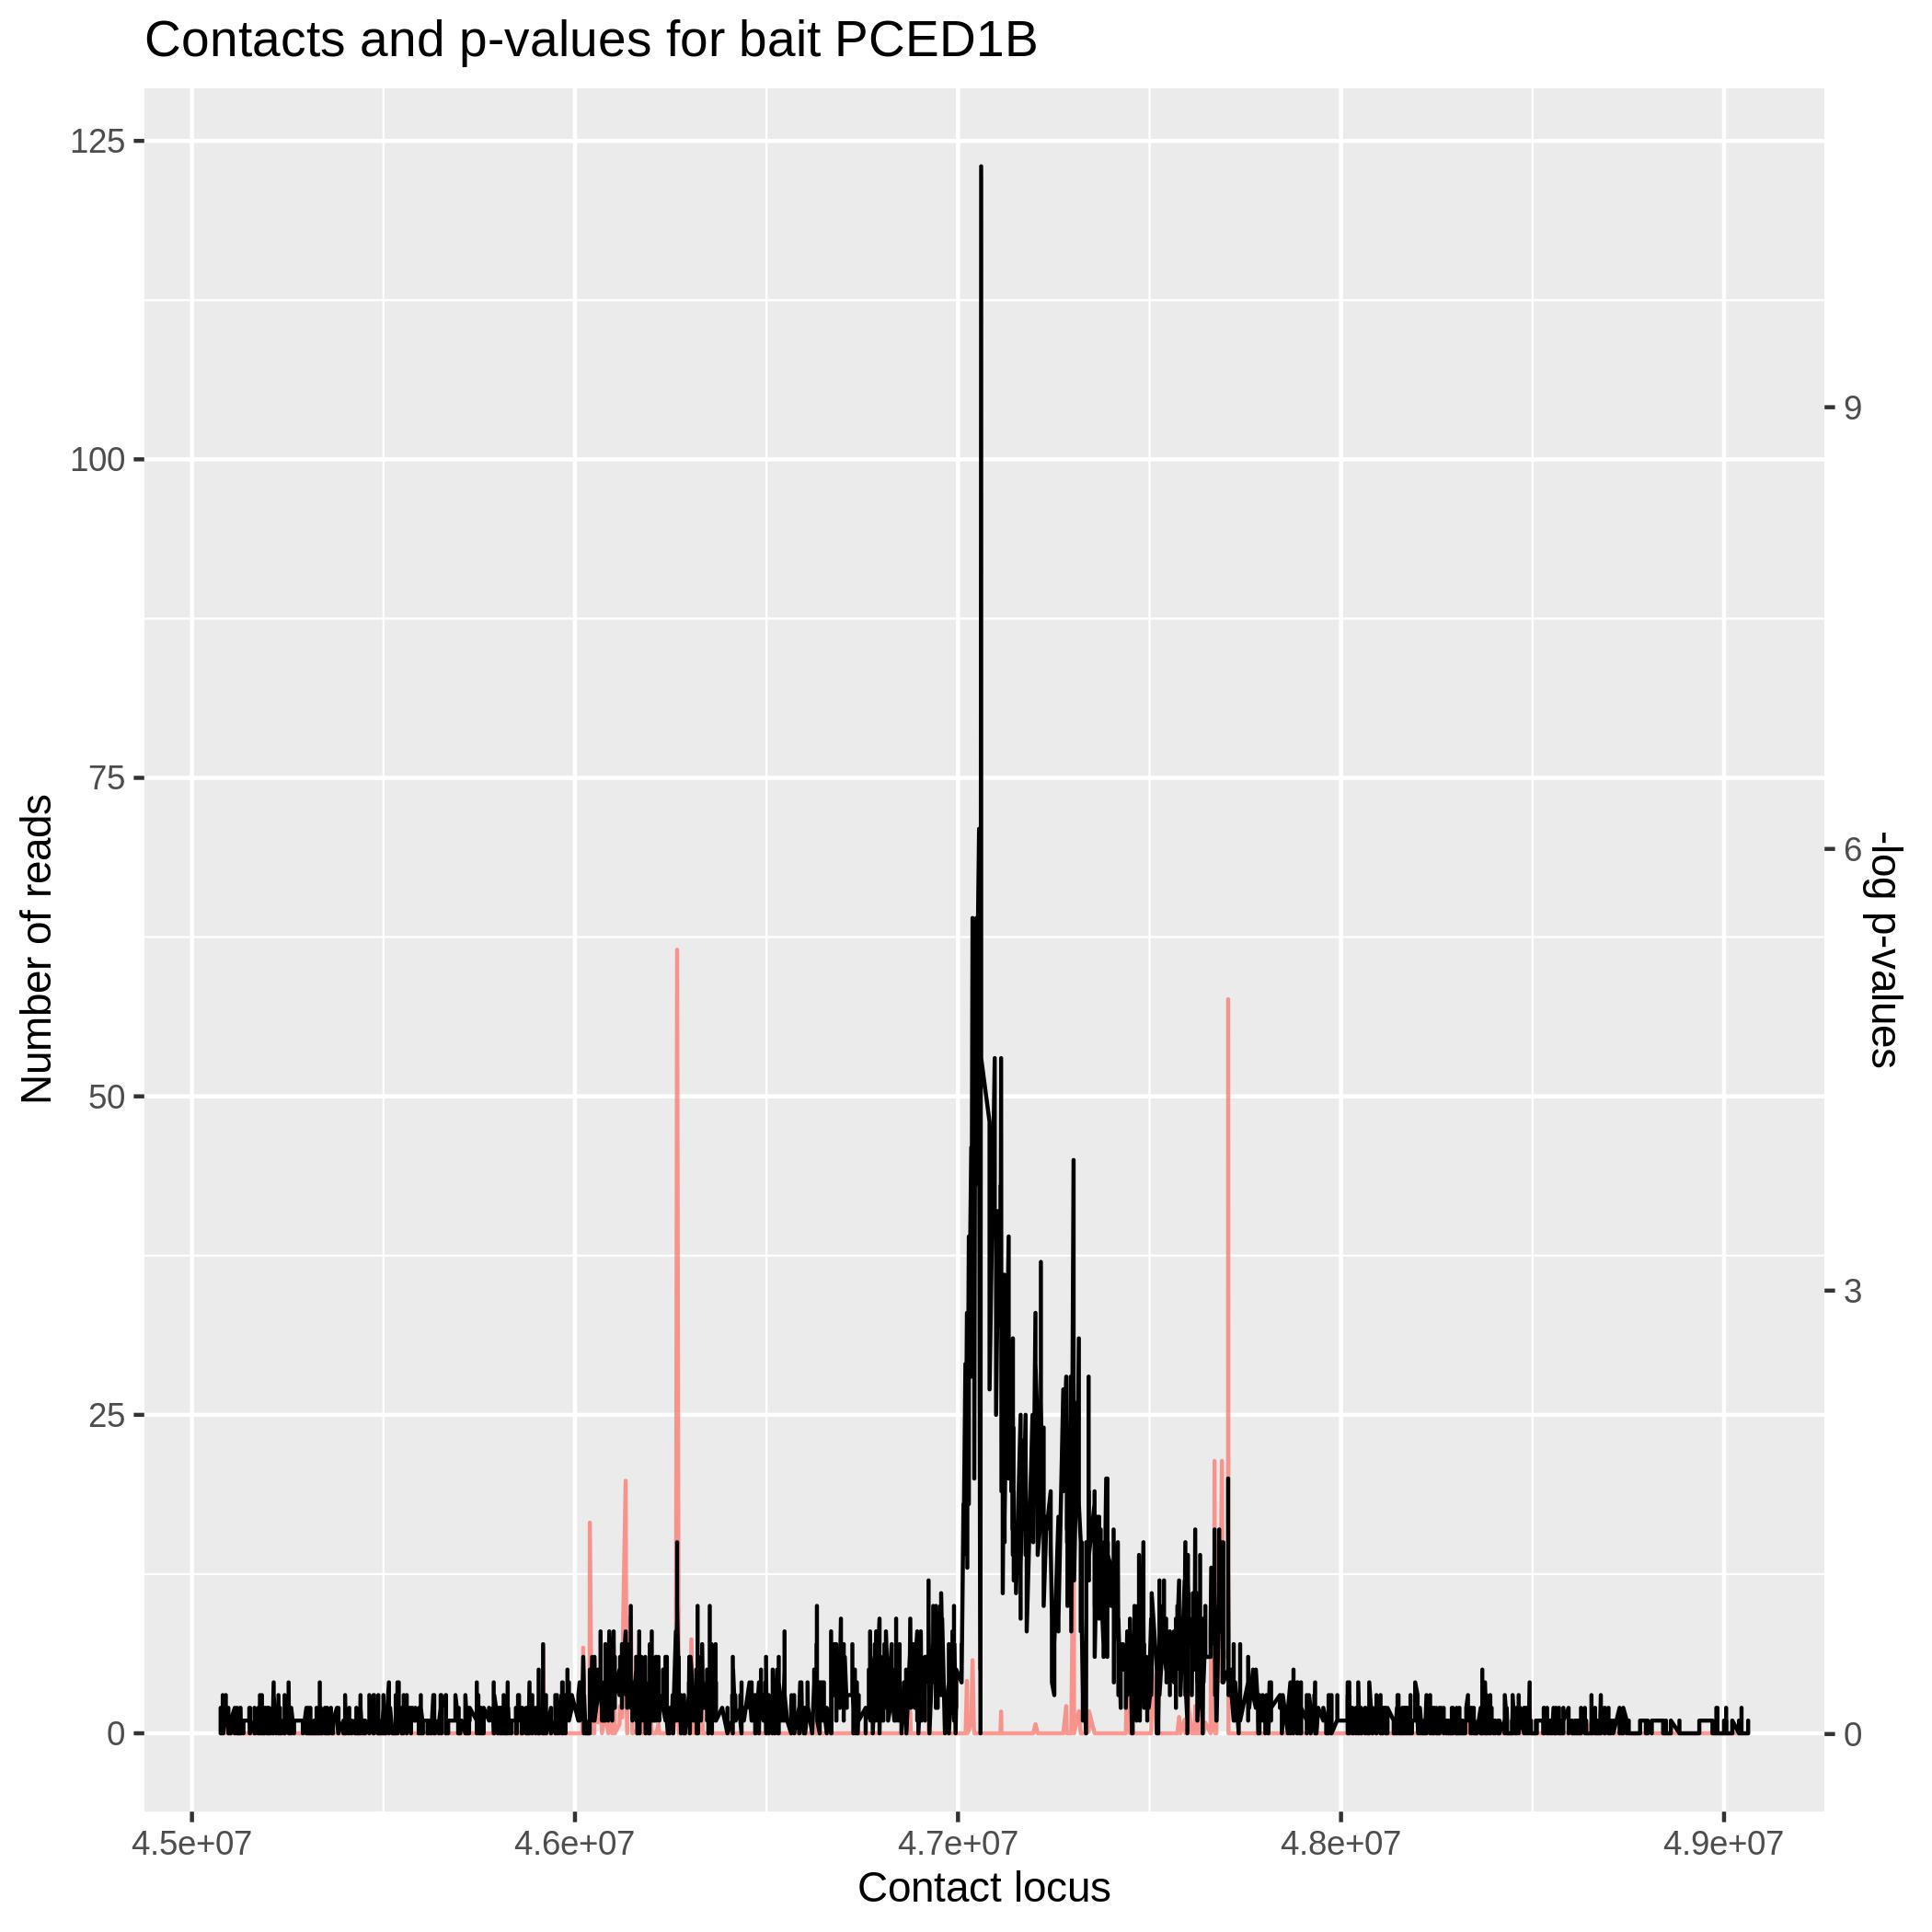 Contacts and p-values for bait PCED1B
125
100
75
50
25
0
Number of reads
9
6
3
0
-log p-values
4.5e+07
4.6e+07
4.7e+07
4.8e+07
4.9e+07
Contact locus